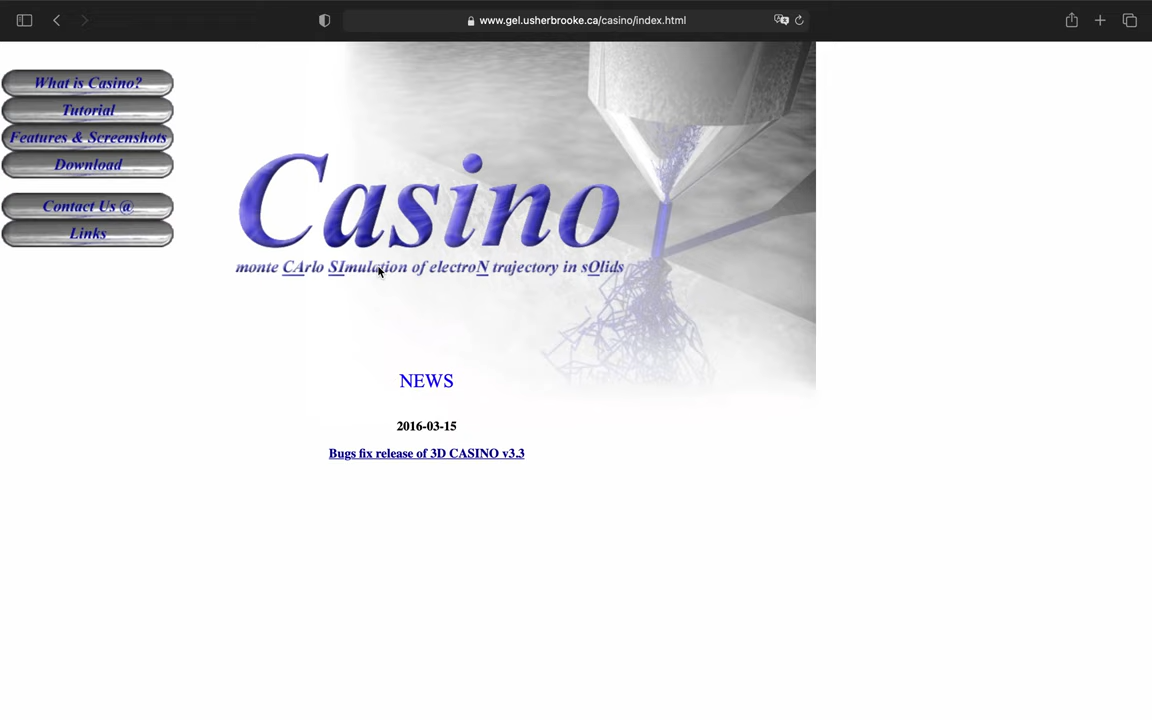 www.gel.usherbrooke.ca/casino/index.html
What is Casino?
Tutorial
Features & Screenshots
Download
Contact Us @
Links
Casino
monte CArlo SImulation of electroN trajectory in sOlids
NEWS
2016-03-15
Bugs fix release of 3D CASINO v3.3